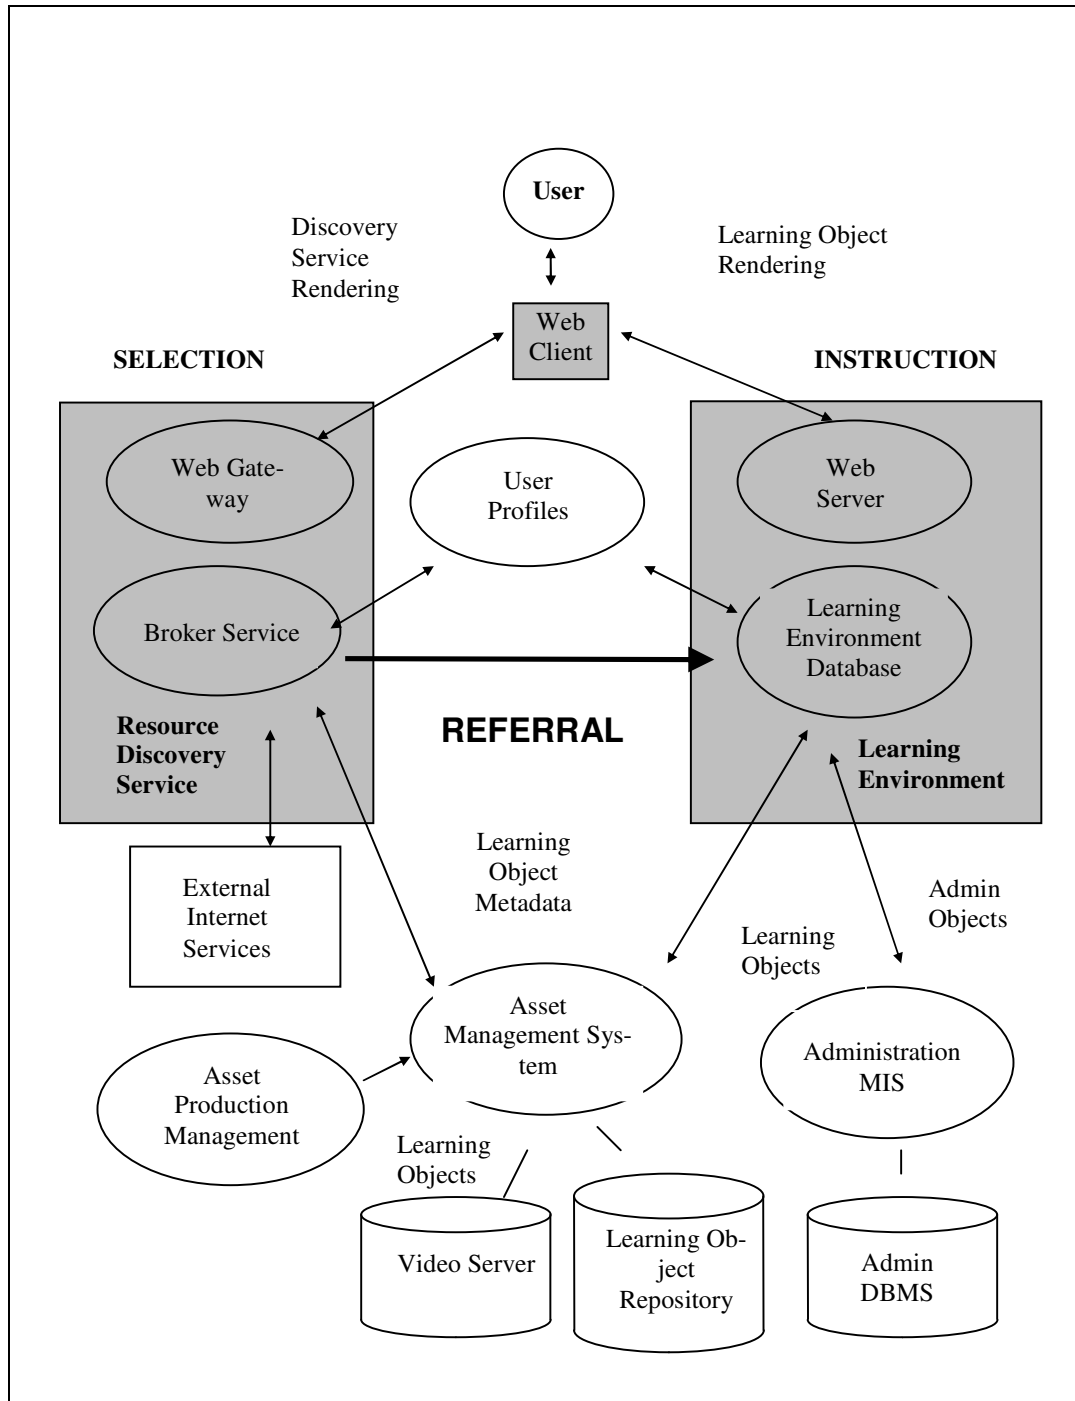 User
Discovery
Service
Rendering
Learning Object
Rendering
Web
Client
SELECTION
INSTRUCTION
Web Gate-
way
User
Profiles
Web
Server
Broker Service
Learning
Environment
Database
Resource
Discovery
Service
REFERRAL
Learning
Environment
Learning
Object
Metadata
External
Internet
Services
Admin
Objects
Learning
Objects
Asset
Management Sys-
tem
Administration
MIS
Asset
Production
Management
Learning
Objects
Video Server
Learning Ob-
ject
Repository
Admin
DBMS